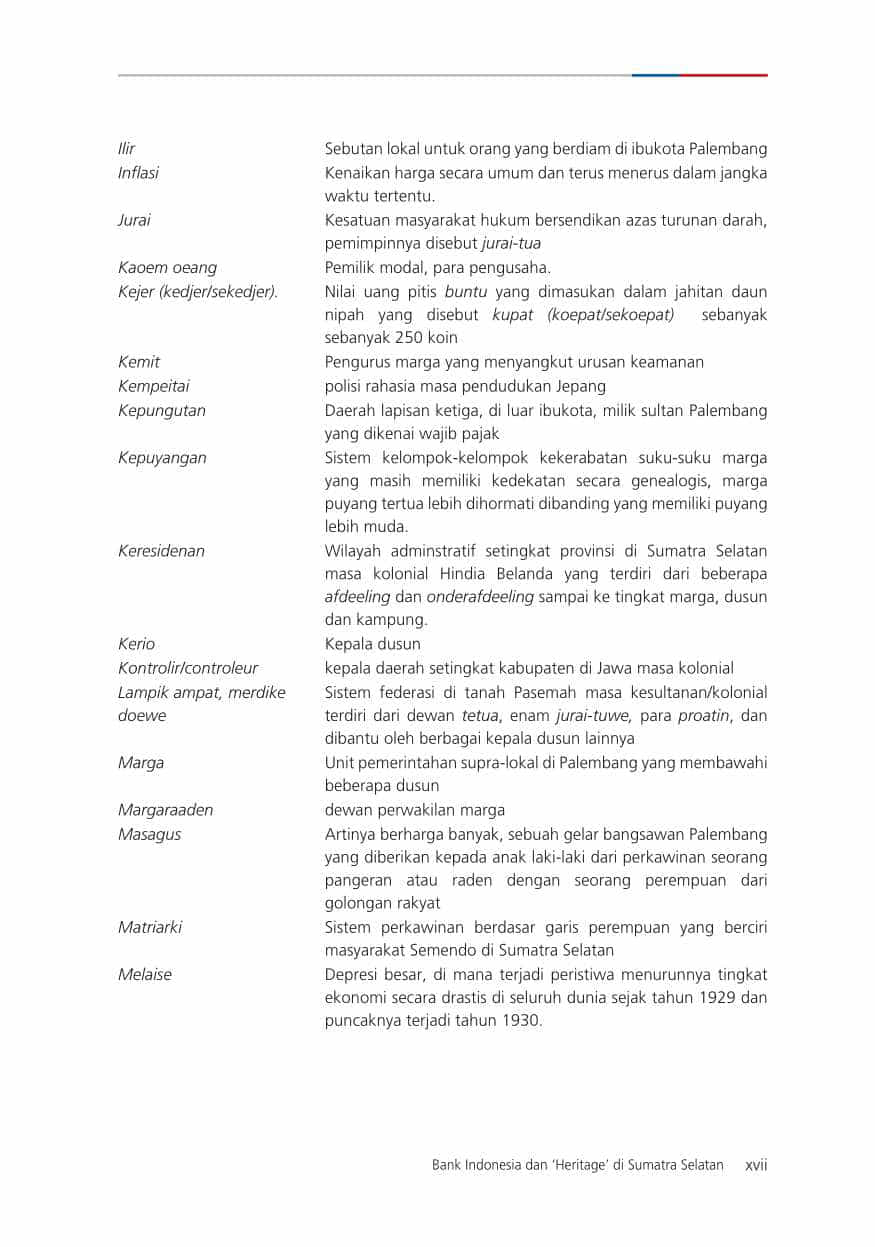 Ilir Sebutan lokal untuk orang yang berdiam di ibukota Palembang
Inflasi Kenaikan harga secara umum dan terus menerus dalam jangka
waktu tertentu.
Jurai Kesatuan masyarakat hukum bersendikan azas turunan darah,
pemimpinnya disebut jurai-tua
Kaoem oeang Pemilik modal, para pengusaha.
Kejer (kedjer/sekedjer). Nilai uang pitis buntu yang dimasukan dalam jahitan daun
nipah yang disebut kupat (koepat/sekoepat) sebanyak
sebanyak 250 koin
Kemit Pengurus marga yang menyangkut urusan keamanan
Kempeitai polisi rahasia masa pendudukan Jepang
Kepungutan Daerah lapisan ketiga, di luar ibukota, milik sultan Palembang
yang dikenai wajib pajak
Kepuyangan Sistem kelompok-kelompok kekerabatan suku-suku marga
yang masih memiliki kedekatan secara genealogis, marga
puyang tertua lebih dihormati dibanding yang memiliki puyang
lebih muda.
Keresidenan Wilayah adminstratif setingkat provinsi di Sumatra Selatan
masa kolonial Hindia Belanda yang terdiri dari beberapa
afdeeling dan onderafdeeling sampai ke tingkat marga, dusun
dan kampung.
Kerio Kepala dusun
Kontrolir/controleur kepala daerah setingkat kabupaten di Jawa masa kolonial
Lampik ampat, merdike Sistem federasi di tanah Pasemah masa kesultanan/kolonial
doewe terdiri dari dewan tetua, enam jurai-tuwe, para proatin, dan
dibantu oleh berbagai kepala dusun lainnya
Marga Unit pemerintahan supra-lokal di Palembang yang membawahi
beberapa dusun
Margaraaden dewan perwakilan marga
Masagus Artinya berharga banyak, sebuah gelar bangsawan Palembang
yang diberikan kepada anak laki-laki dari perkawinan seorang
pangeran atau raden dengan seorang perempuan dari
golongan rakyat
Matriarki Sistem perkawinan berdasar garis perempuan yang berciri
masyarakat Semendo di Sumatra Selatan
Melaise Depresi besar, di mana terjadi peristiwa menurunnya tingkat
ekonomi secara drastis di seluruh dunia sejak tahun 1929 dan
puncaknya terjadi tahun 1930.
Bank Indonesia dan ‘Heritage’ di Sumatra Selatan xvii